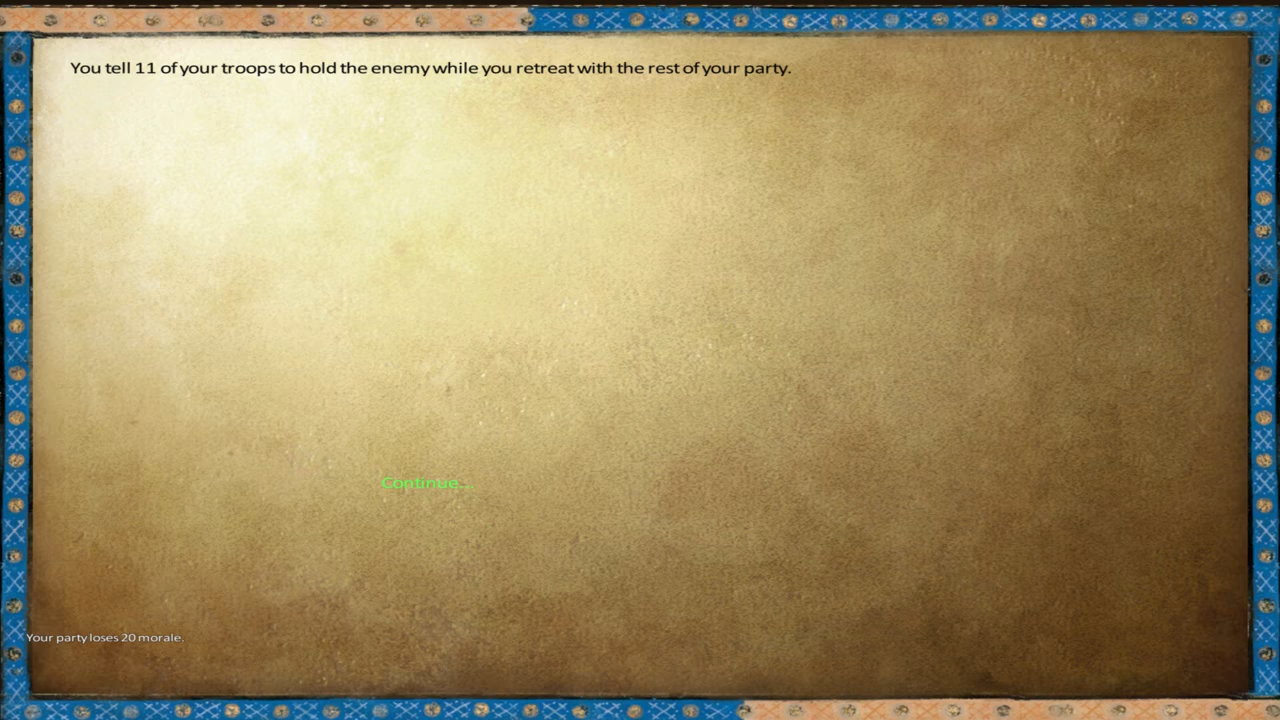 You tell 11 of your troops to hold the enemy while you retreat with the rest of your party.
Continue...
Your party loses 20 morale.